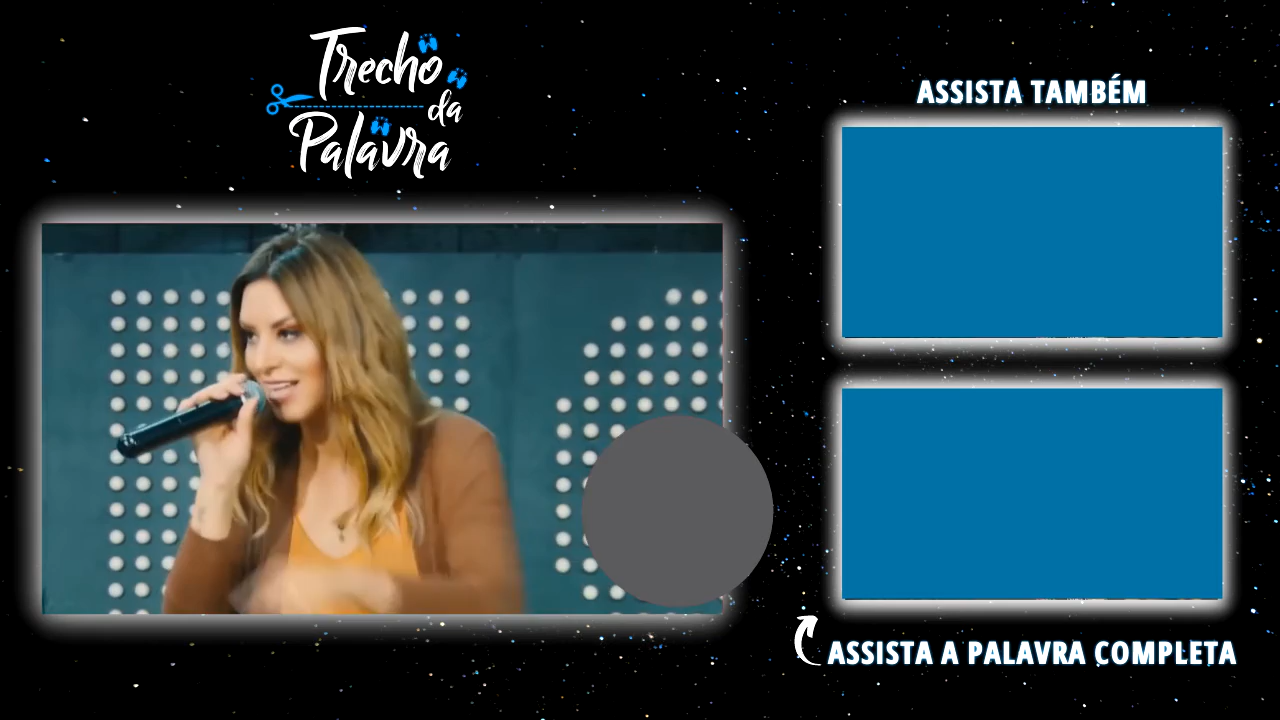 Trecho
da
Palavra
ASSISTA TAMBÉM
ASSISTA A PALAVRA COMPLETA